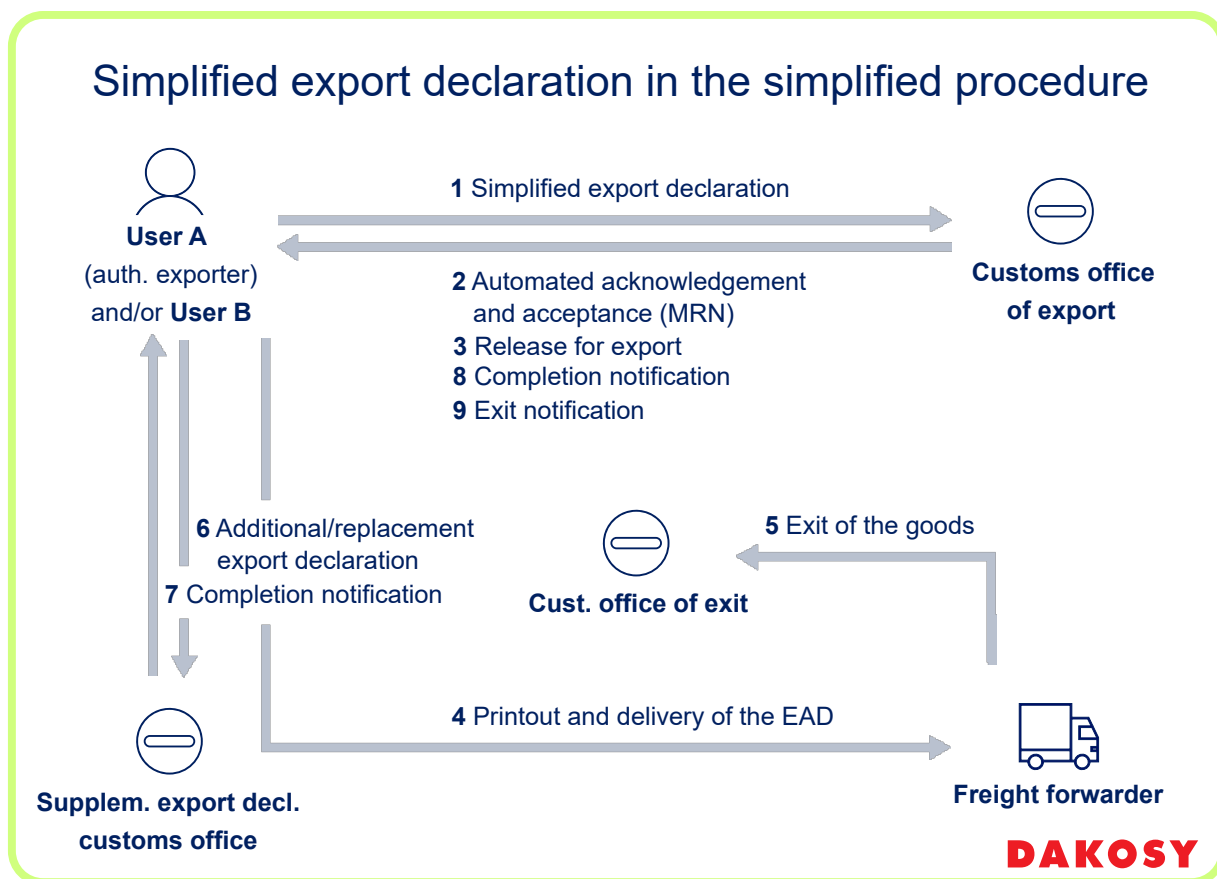 Simplified export declaration in the simplified procedure
1 Simplified export declaration
User A
(auth. exporter)
and/or User B
Customs office
of export
2 Automated acknowledgement
and acceptance (MRN)
3 Release for export
8 Completion notification
9 Exit notification
6 Additional/replacement
export declaration
7 Completion notification
5 Exit of the goods
Cust. office of exit
4 Printout and delivery of the EAD
Supplem. export decl.
customs office
Freight forwarder
DAKOSY